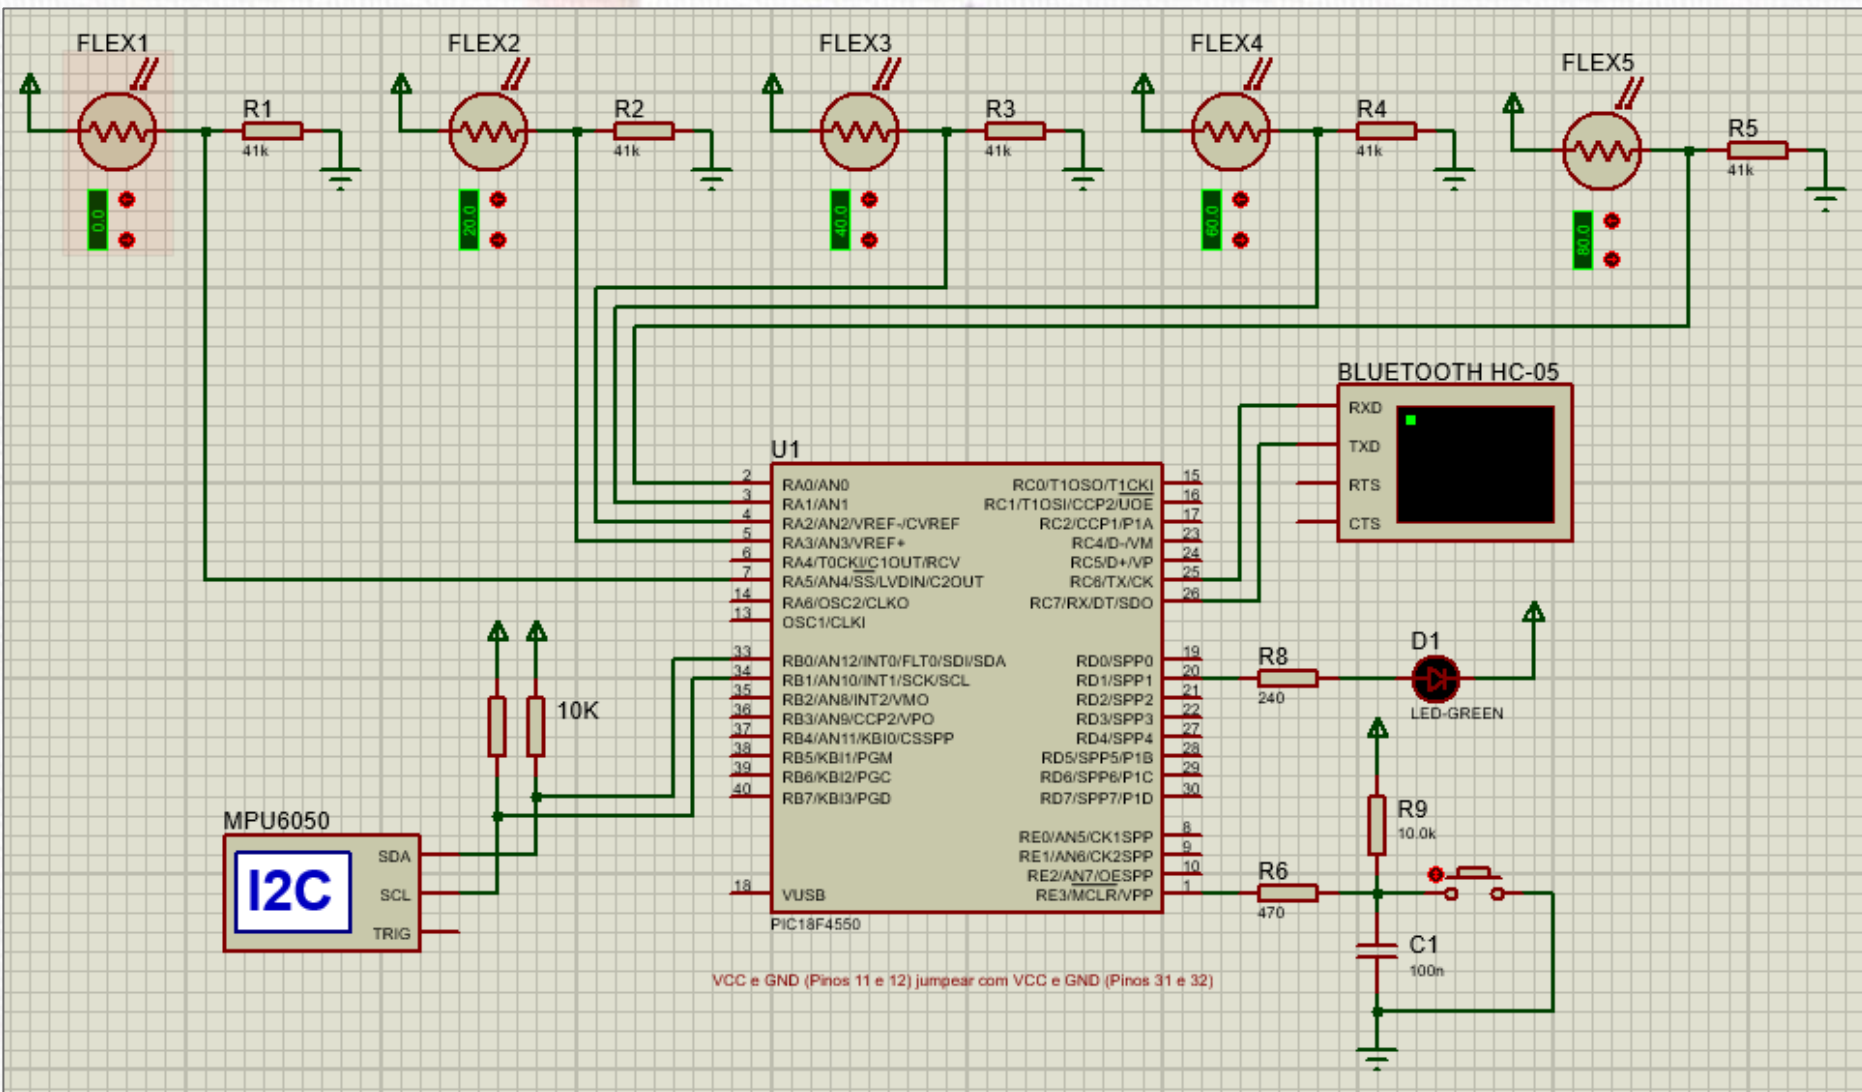 FLEX1
FLEX2
FLEX3
FLEX4
FLEX5
R1
41k
R2
41k
R3
41k
R4
41k
R5
41k
0.0
20.0
40.0
60.0
80.0
BLUETOOTH HC-05
RXD
TXD
RTS
CTS
U1
2 RA0/AN0
3 RA1/AN1
4 RA2/AN2/VREF-/CVREF
5 RA3/AN3/VREF+
6 RA4/T0CKI/C1OUT/RCV
7 RA5/AN4/SS/LVDIN/C2OUT
14 RA6/OSC2/CLKO
13 OSC1/CLKI
33 RB0/AN12/INT0/FLT0/SDI/SDA
34 RB1/AN10/INT1/SCK/SCL
35 RB2/AN8/INT2/VMO
36 RB3/AN9/CCP2/VPO
37 RB4/AN11/KBI0/CSSPP
38 RB5/KBI1/PGM
39 RB6/KBI2/PGC
40 RB7/KBI3/PGD
18 VUSB
RC0/T1OSO/T1CKI 15
RC1/T1OSI/CCP2/UOE 16
RC2/CCP1/P1A 17
RC4/D-/VM 23
RC5/D+/VP 24
RC6/TX/CK 25
RC7/RX/DT/SDO 26
RD0/SPP0 19
RD1/SPP1 20
RD2/SPP2 21
RD3/SPP3 22
RD4/SPP4 27
RD5/SPP5/P1B 28
RD6/SPP6/P1C 29
RD7/SPP7/P1D 30
RE0/AN5/CK1SPP 8
RE1/AN6/CK2SPP 9
RE2/AN7/OESPP 10
RE3/MCLR/VPP 1
PIC18F4550
R8
240
D1
LED-GREEN
R9
10.0k
R6
470
C1
100n
10K
MPU6050
I2C
SDA
SCL
TRIG
VCC e GND (Pinos 11 e 12) jumpear com VCC e GND (Pinos 31 e 32)